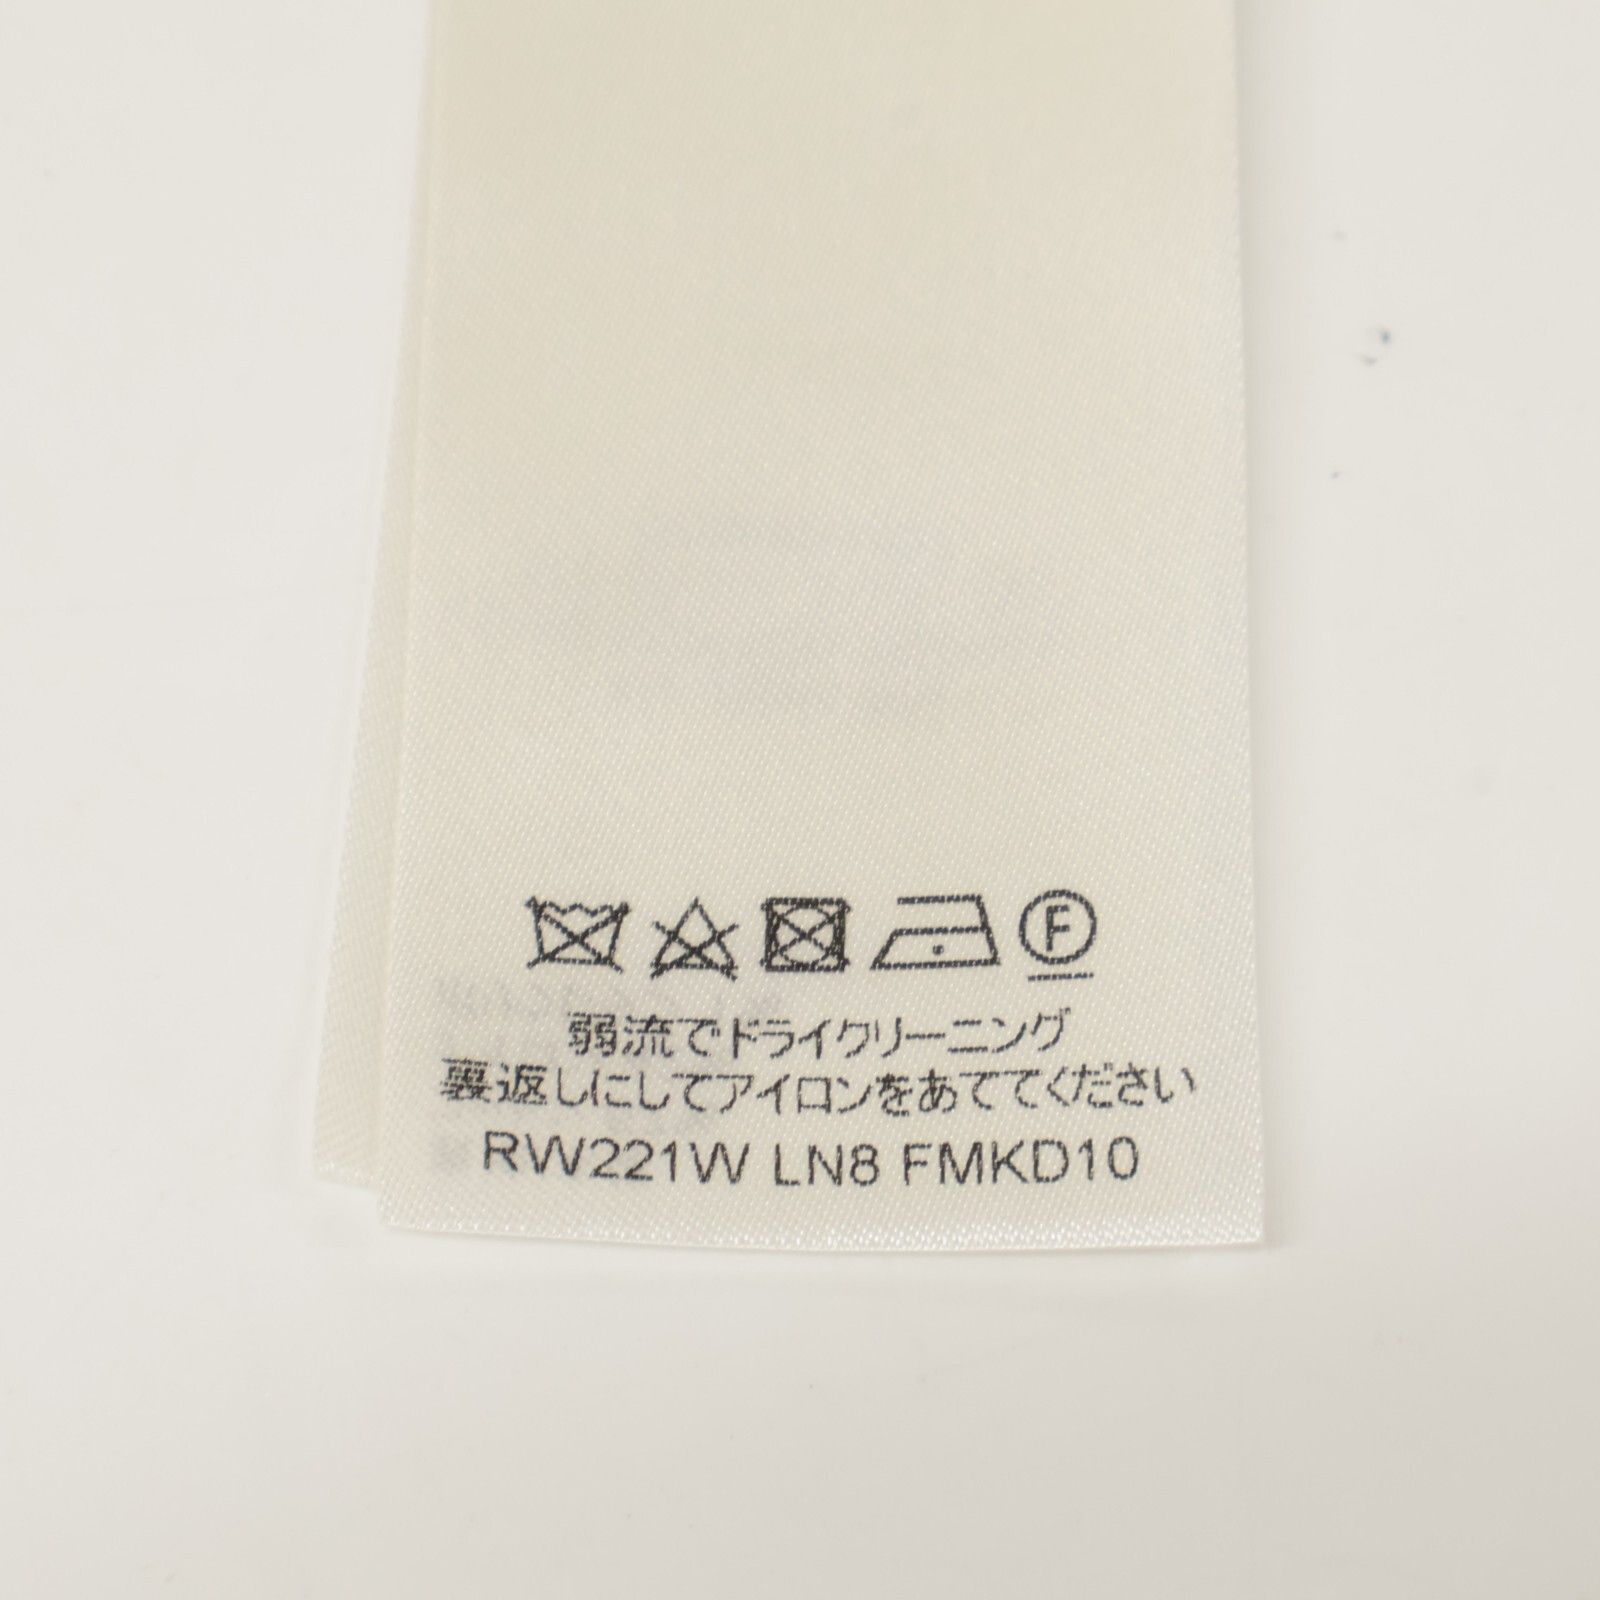 F
弱流でドライクリーニング
裏返しにしてアイロンをあててください
RW221W LN8 FMKD10